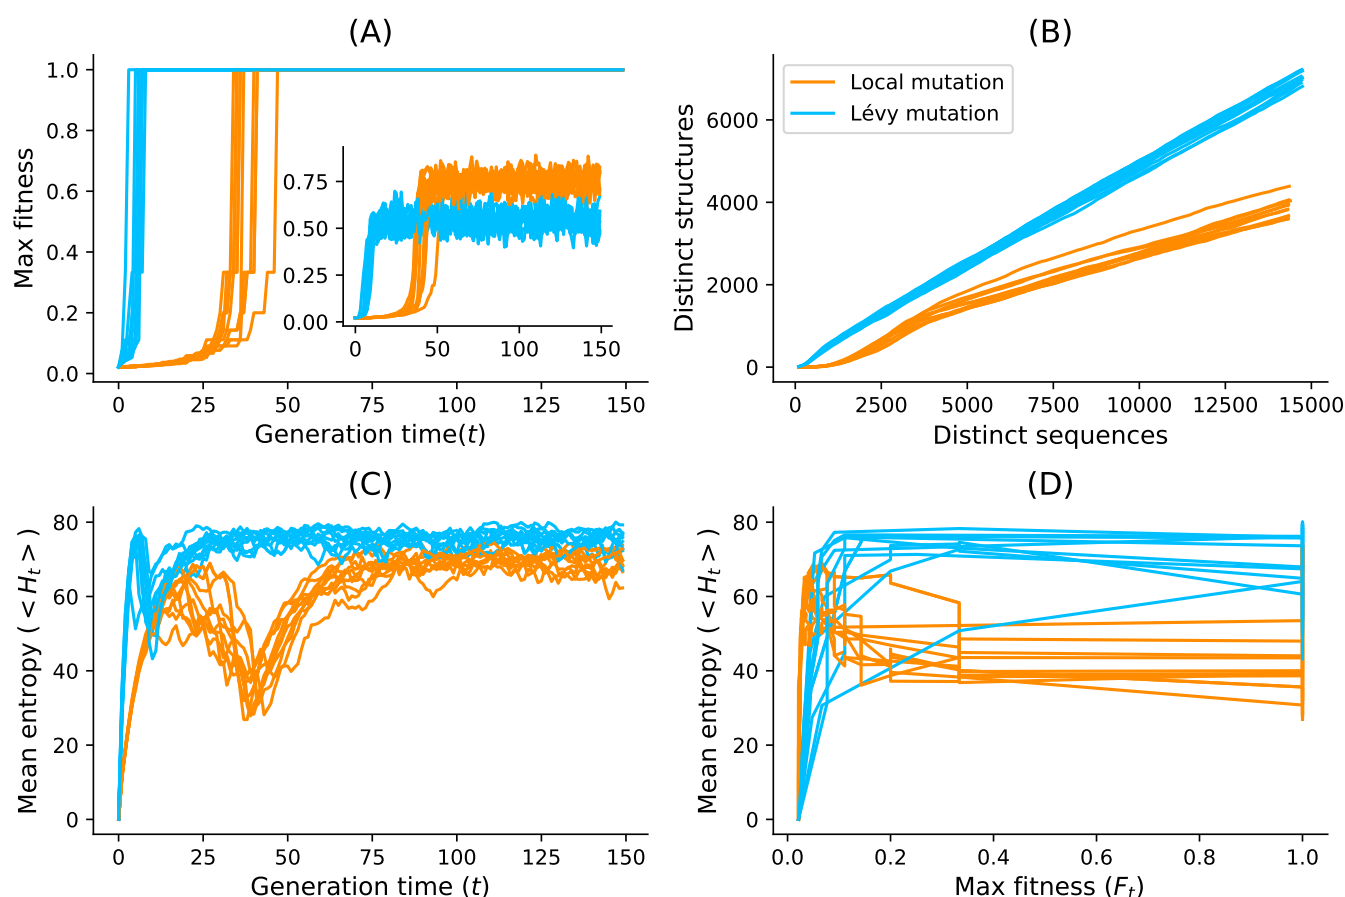 (A)
Max fitness
1.0
0.8
0.6
0.4
0.2
0.0
0.75
0.50
0.25
0.00
0 50 100 150
0 25 50 75 100 125 150
Generation time(t)
(B)
Local mutation
Lévy mutation
Distinct structures
6000
4000
2000
0
0 2500 5000 7500 10000 12500 15000
Distinct sequences
(C)
Mean entropy ( < H_t > )
80
60
40
20
0
0 25 50 75 100 125 150
Generation time (t)
(D)
Mean entropy ( < H_t > )
80
60
40
20
0
0.0 0.2 0.4 0.6 0.8 1.0
Max fitness (F_t)